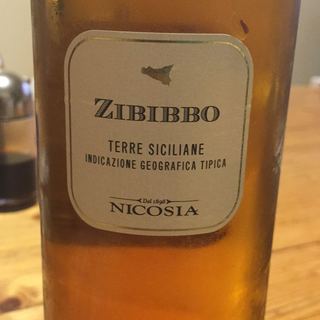 ZIBIBBO
TERRE SICILIANE
INDICAZIONE GEOGRAFICA TIPICA
Dal 1898
NICOSIA